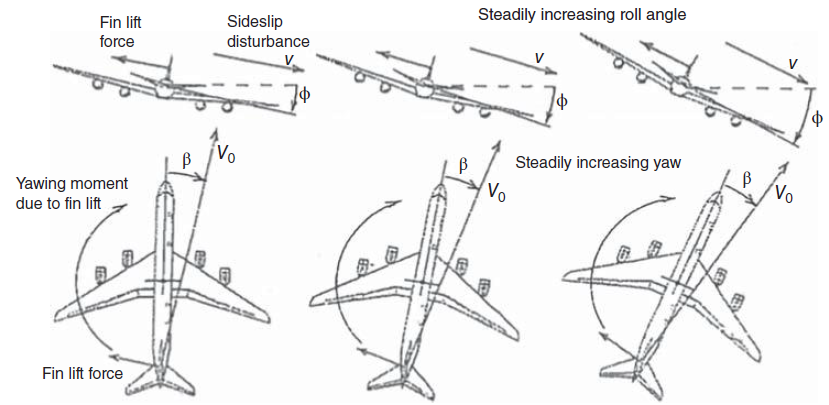 Fin lift
force
Sideslip
disturbance
v
ϕ
Steadily increasing roll angle
v
ϕ
v
ϕ
Yawing moment
due to fin lift
β
V0
Fin lift force
β
V0
Steadily increasing yaw
β
V0